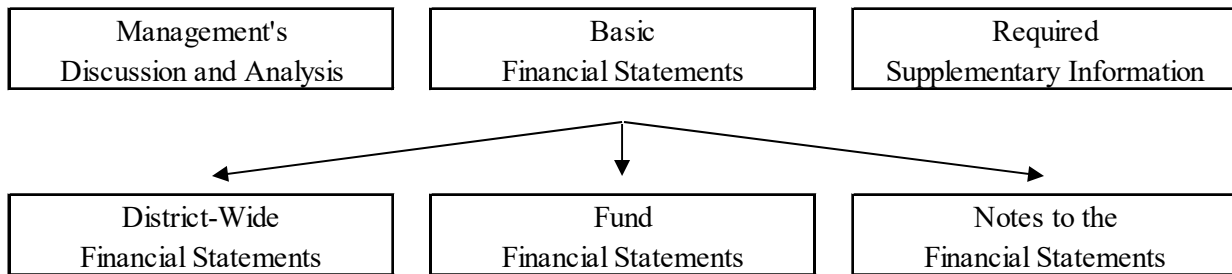 Management's
Discussion and Analysis
Basic
Financial Statements
Required
Supplementary Information
District-Wide
Financial Statements
Fund
Financial Statements
Notes to the
Financial Statements